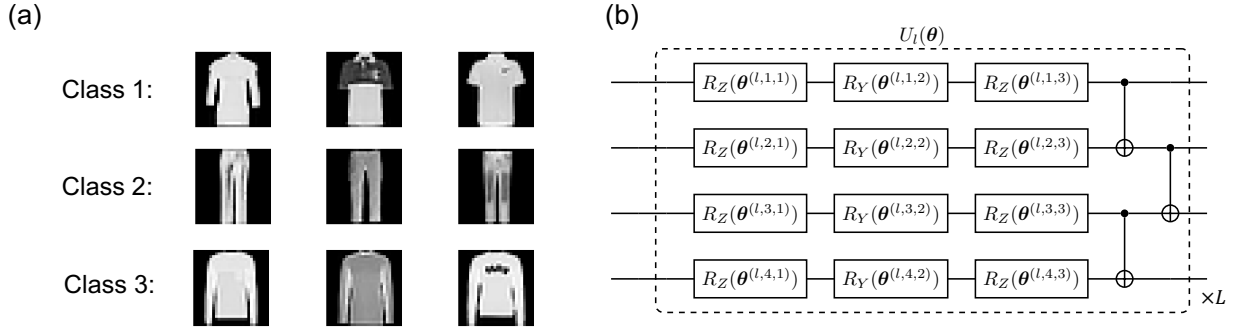 (a)
Class 1:
Class 2:
Class 3:
(b)
U_l(θ)
R_Z(θ^{(l,1,1)}) R_Y(θ^{(l,1,2)}) R_Z(θ^{(l,1,3)})
R_Z(θ^{(l,2,1)}) R_Y(θ^{(l,2,2)}) R_Z(θ^{(l,2,3)})
R_Z(θ^{(l,3,1)}) R_Y(θ^{(l,3,2)}) R_Z(θ^{(l,3,3)})
R_Z(θ^{(l,4,1)}) R_Y(θ^{(l,4,2)}) R_Z(θ^{(l,4,3)})
×L